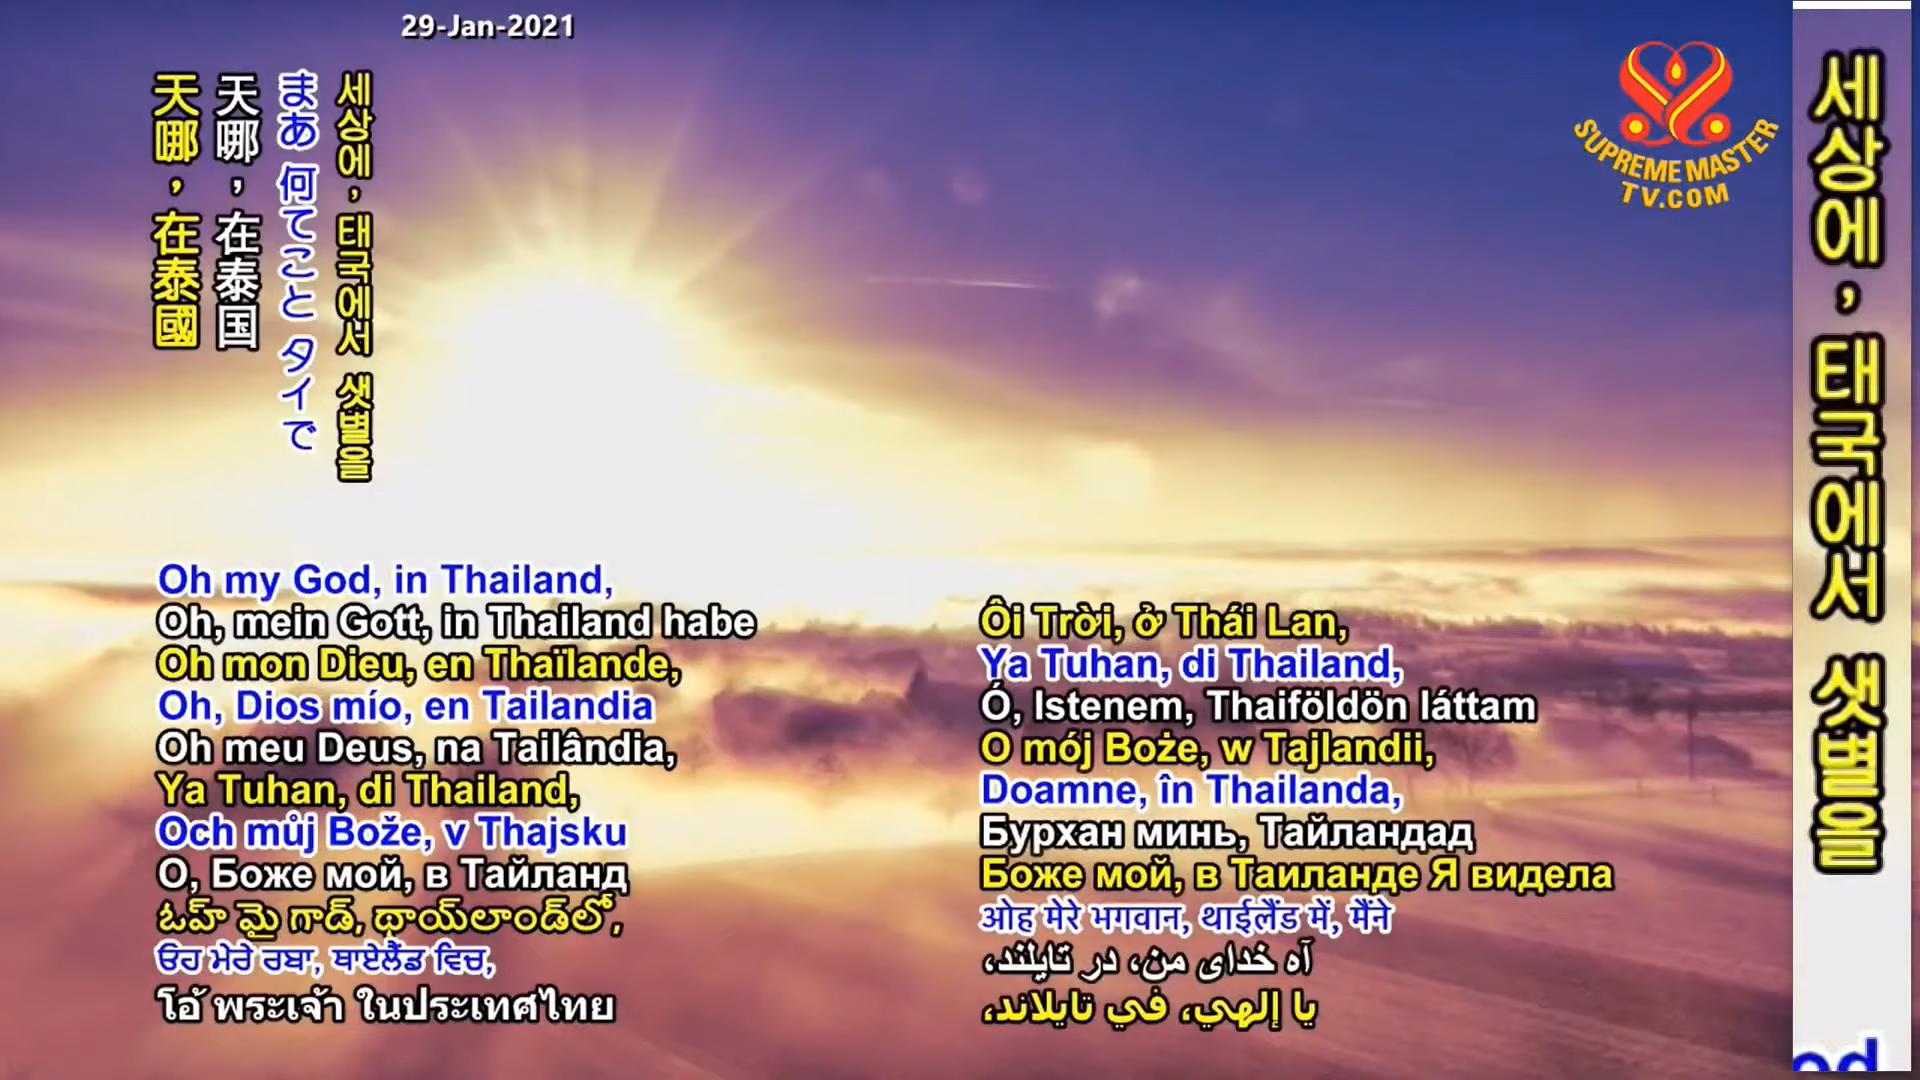 29-Jan-2021
SUPREME MASTER
TV.COM
세상에, 태국에서 샛별을
まあ 何てこと タイで
天哪，在泰国
天哪，在泰國
Oh my God, in Thailand,
Oh, mein Gott, in Thailand habe
Oh mon Dieu, en Thaïlande,
Oh, Dios mío, en Tailandia
Oh meu Deus, na Tailândia,
Ya Tuhan, di Thailand,
Och můj Bože, v Thajsku
О, Боже мой, в Тайланд
ఓహ్ మై గాడ్, థాయ్‌లాండ్‌లో,
ਓਹ ਮੇਰੇ ਰਬਾ, ਥਾਏਲੈਂਡ ਵਿਚ,
โอ้ พระเจ้า ในประเทศไทย
Ôi Trời, ở Thái Lan,
Ya Tuhan, di Thailand,
Ó, Istenem, Thaiföldön láttam
O mój Boże, w Tajlandii,
Doamne, în Thailanda,
Бурхан минь, Тайландад
Боже мой, в Таиланде Я видела
ओह मेरे भगवान, थाईलैंड में, मैंने
آه خدای من، در تایلند،
يا إلهي، في تايلاند،
세상에, 태국에서 샛별을
od